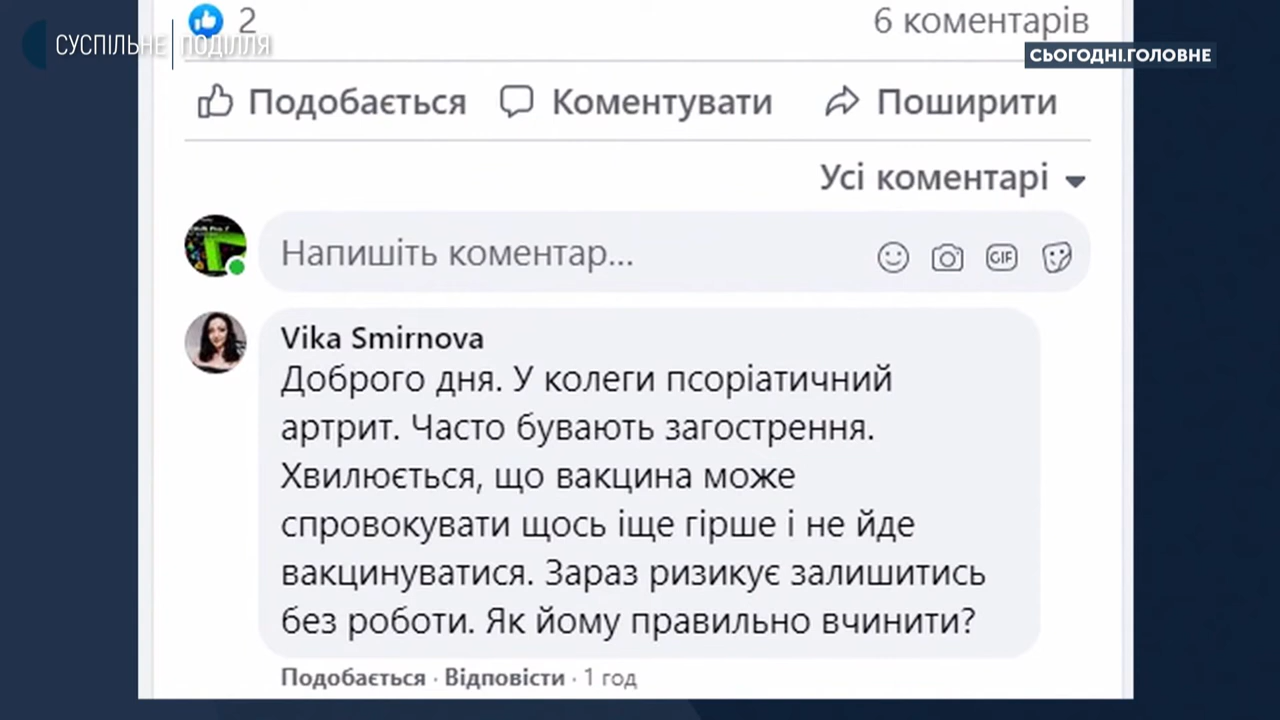 2
6 коментарів
СУСПІЛЬНЕ ПОДІЛЛЯ
СЬОГОДНІ.ГОЛОВНЕ
Подобається Коментувати Поширити
Усі коментарі
Напишіть коментар...
GIF
Vika Smirnova
Доброго дня. У колеги псоріатичний
артрит. Часто бувають загострення.
Хвилюється, що вакцина може
спровокувати щось іще гірше і не йде
вакцинуватися. Зараз ризикує залишитись
без роботи. Як йому правильно вчинити?
Подобається · Відповісти · 1 год